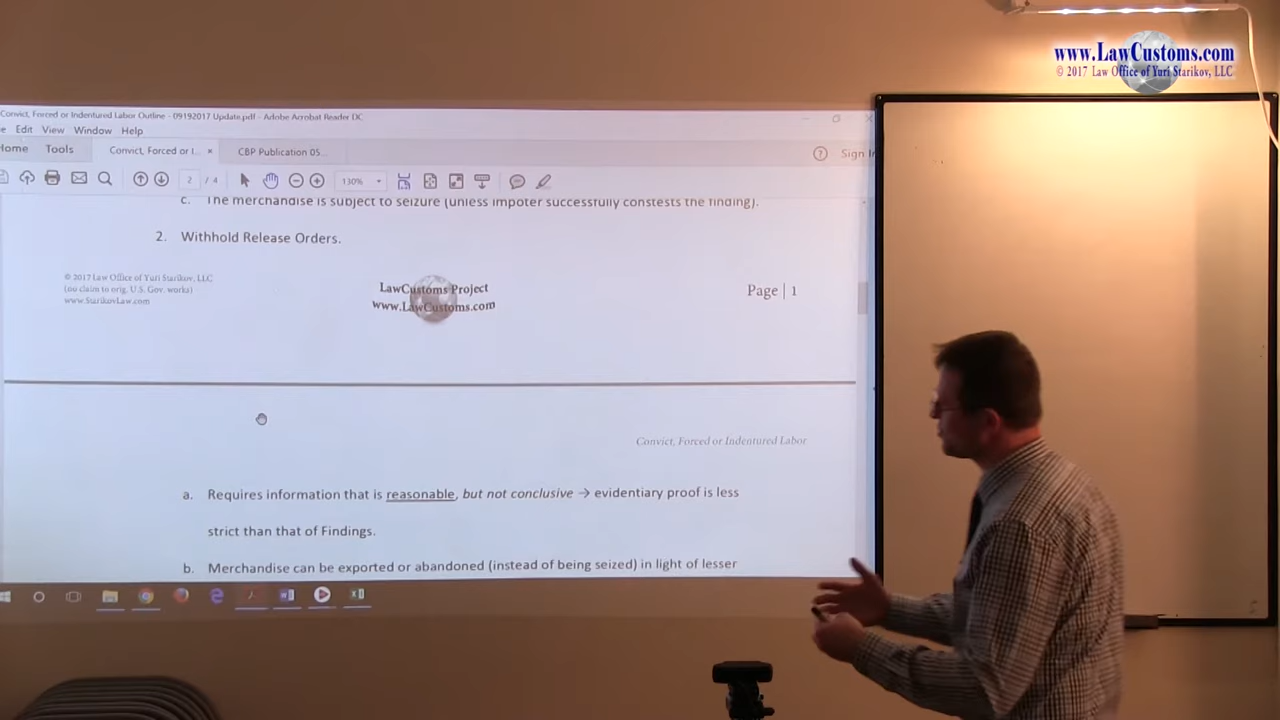 www.LawCustoms.com
© 2017 Law Office of Yuri Starikov, LLC
Convict, Forced or Indentured Labor Outline - 09192017 Update.pdf - Adobe Acrobat Reader DC
Edit View Window Help
Home Tools Convict, Forced or I... × CBP Publication 05... Sign In
2 / 4 130%
c. The merchandise is subject to seizure (unless impoter successfully constests the finding).
2. Withhold Release Orders.
© 2017 Law Office of Yuri Starikov, LLC
(no claim to orig. U.S. Gov. works)
www.StarikovLaw.com
LawCustoms Project
www.LawCustoms.com
Page | 1
Convict, Forced or Indentured Labor
a. Requires information that is reasonable, but not conclusive → evidentiary proof is less
strict than that of Findings.
b. Merchandise can be exported or abandoned (instead of being seized) in light of lesser